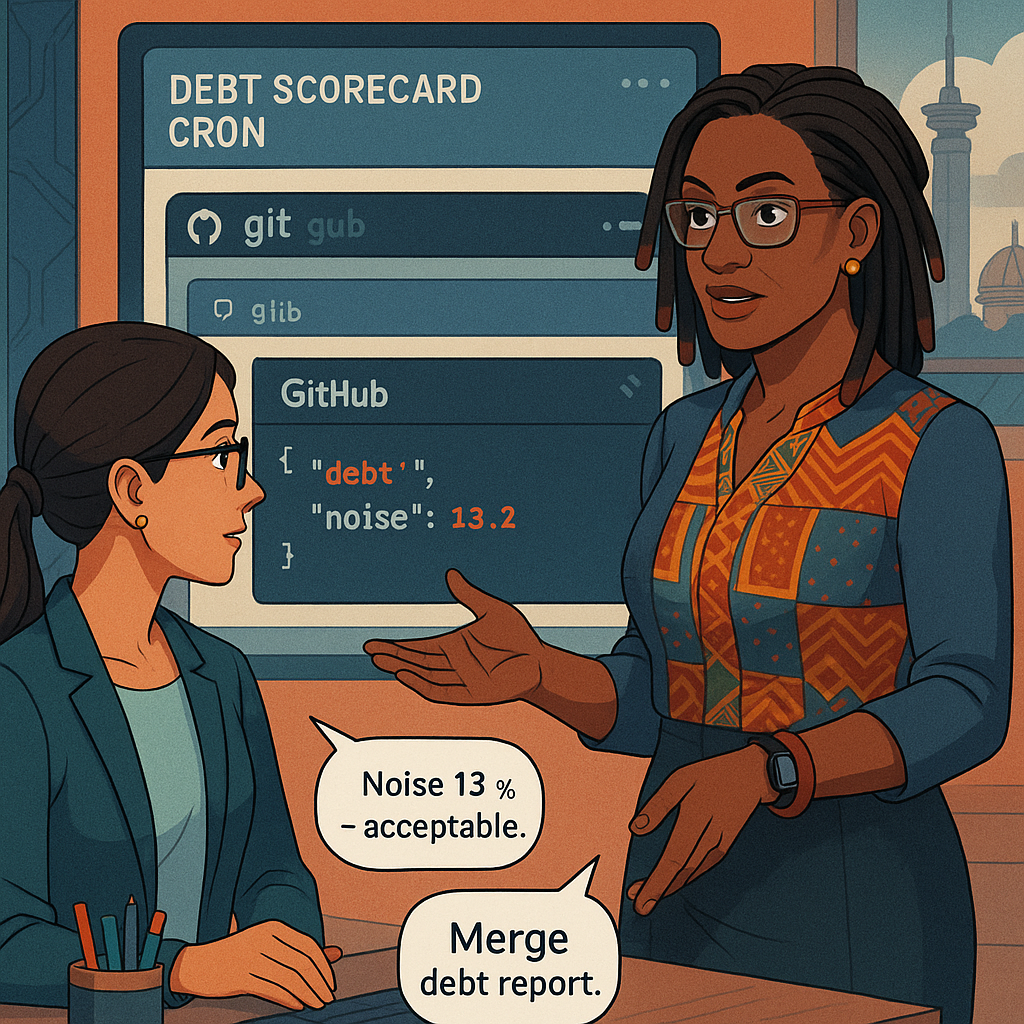 DEBT SCORECARD
CRON
git gub
glib
GitHub
{ "debt'",
"noise": 13.2
}
Noise 13 %
– acceptable.
Merge
debt report.